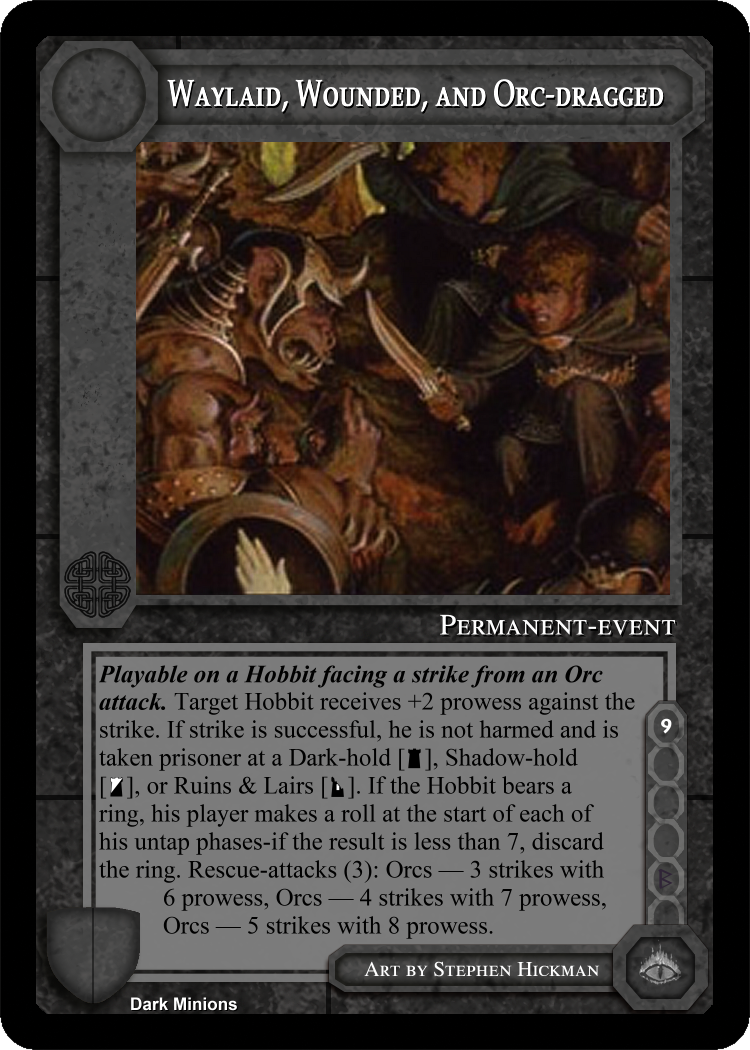 Waylaid, Wounded, and Orc-dragged
Permanent-event
Playable on a Hobbit facing a strike from an Orc
attack. Target Hobbit receives +2 prowess against the
strike. If strike is successful, he is not harmed and is
taken prisoner at a Dark-hold [ ], Shadow-hold
[ ], or Ruins & Lairs [ ]. If the Hobbit bears a
ring, his player makes a roll at the start of each of
his untap phases-if the result is less than 7, discard
the ring. Rescue-attacks (3): Orcs — 3 strikes with
6 prowess, Orcs — 4 strikes with 7 prowess,
Orcs — 5 strikes with 8 prowess.
9
B
Art by Stephen Hickman
Dark Minions